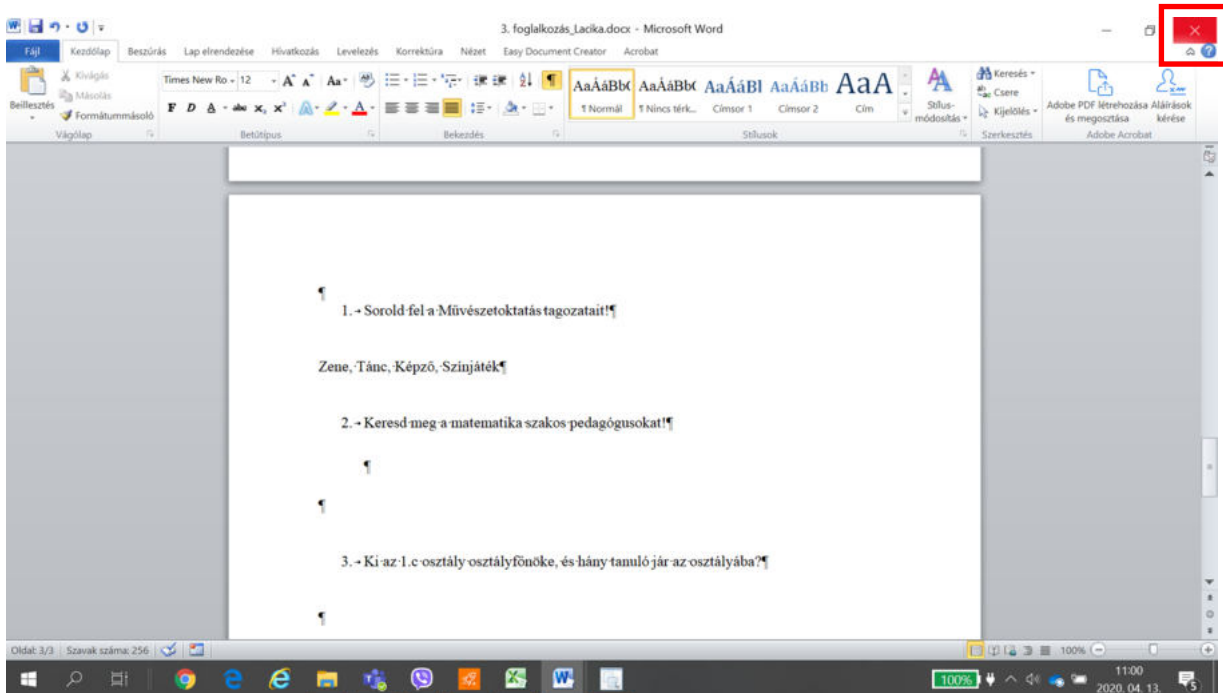 3. foglalkozás_Lacika.docx - Microsoft Word
Fájl Kezdőlap Beszúrás Lap elrendezése Hivatkozás Levelezés Korrektúra Nézet Easy Document Creator Acrobat
Beillesztés
Kivágás
Másolás
Formátummásoló
Vágólap
Times New Ro 12
F D A abc x, x²
Betűtípus
Bekezdés
AaÁáBb( AaÁáBb( AaÁáBl AaÁáBb AaA
¶ Normál ¶ Nincs térk... Címsor 1 Címsor 2 Cím
Stílusok
Stílus-
módosítás
Keresés
Csere
Kijelölés
Szerkesztés
Adobe PDF létrehozása
és megosztása
Aláírások
kérése
Adobe Acrobat
¶
1.→Sorold·fel·a·Művészetoktatás·tagozatait!¶
Zene,·Tánc,·Képző,·Színjáték¶
2.→Keresd·meg·a·matematika·szakos·pedagógusokat!¶
¶
¶
3.→Ki·az·1.c·osztály·osztályfőnöke,·és·hány·tanuló·jár·az·osztályába?¶
¶
Oldal: 3/3 Szavak száma: 256 100%
100% 11:00
2020. 04. 13. 5